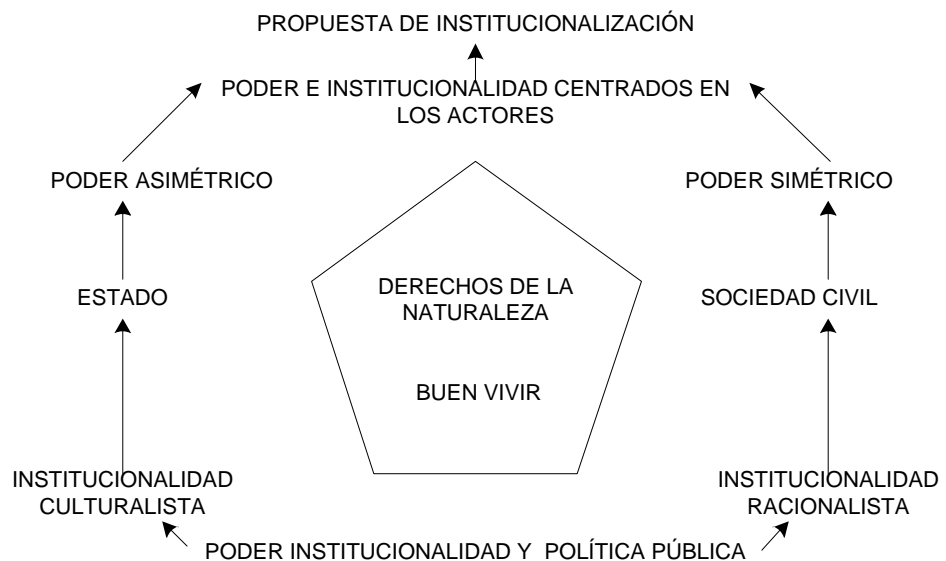 PROPUESTA DE INSTITUCIONALIZACIÓN
PODER E INSTITUCIONALIDAD CENTRADOS EN
LOS ACTORES
PODER ASIMÉTRICO
PODER SIMÉTRICO
DERECHOS DE LA
NATURALEZA
ESTADO
SOCIEDAD CIVIL
BUEN VIVIR
INSTITUCIONALIDAD
CULTURALISTA
INSTITUCIONALIDAD
RACIONALISTA
PODER INSTITUCIONALIDAD Y POLÍTICA PÚBLICA